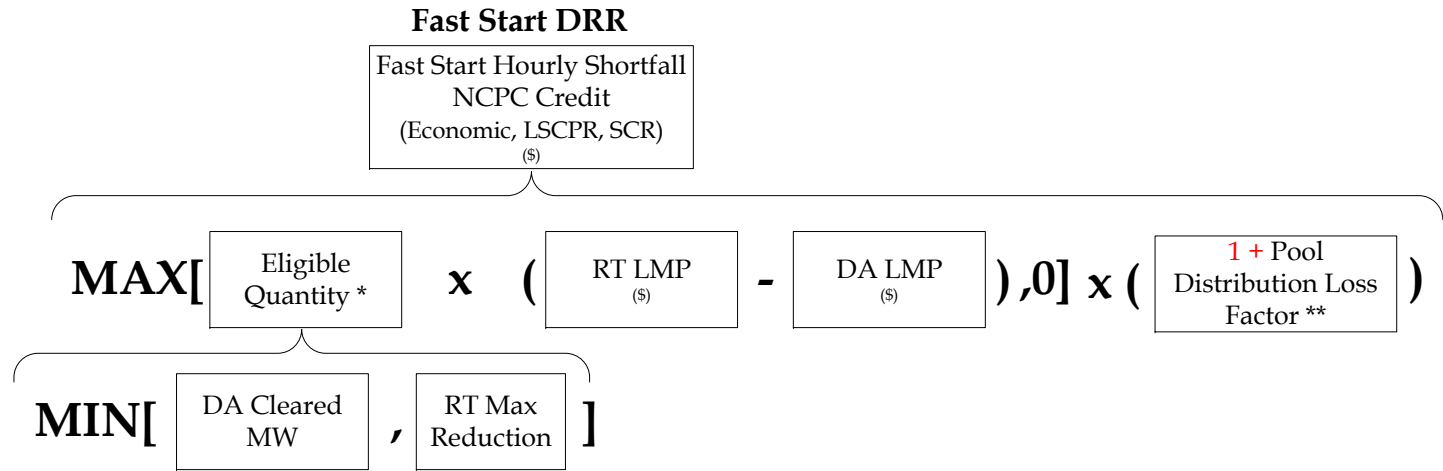 Fast Start DRR
Fast Start Hourly Shortfall
NCPC Credit
(Economic, LSCPR, SCR)
($)
MAX[ Eligible Quantity * x ( RT LMP ($) - DA LMP ($) ) ,0] x ( 1 + Pool Distribution Loss Factor ** )
MIN[ DA Cleared MW , RT Max Reduction ]